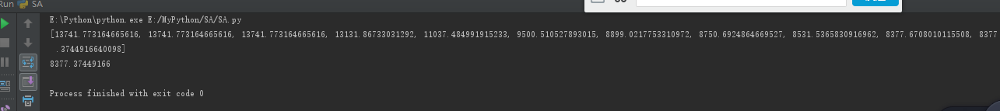 Run SA
E:\Python\python.exe E:/MyPython/SA/SA.py
[13741.773164665616, 13741.773164665616, 13741.773164665616, 13131.86733031292, 11037.484991915233, 9500.510527893015, 8899.0217753310972, 8750.6924864669527, 8531.5365830916962, 8377.6708010115508, 8377
.3744916640098]
8377.37449166
Process finished with exit code 0